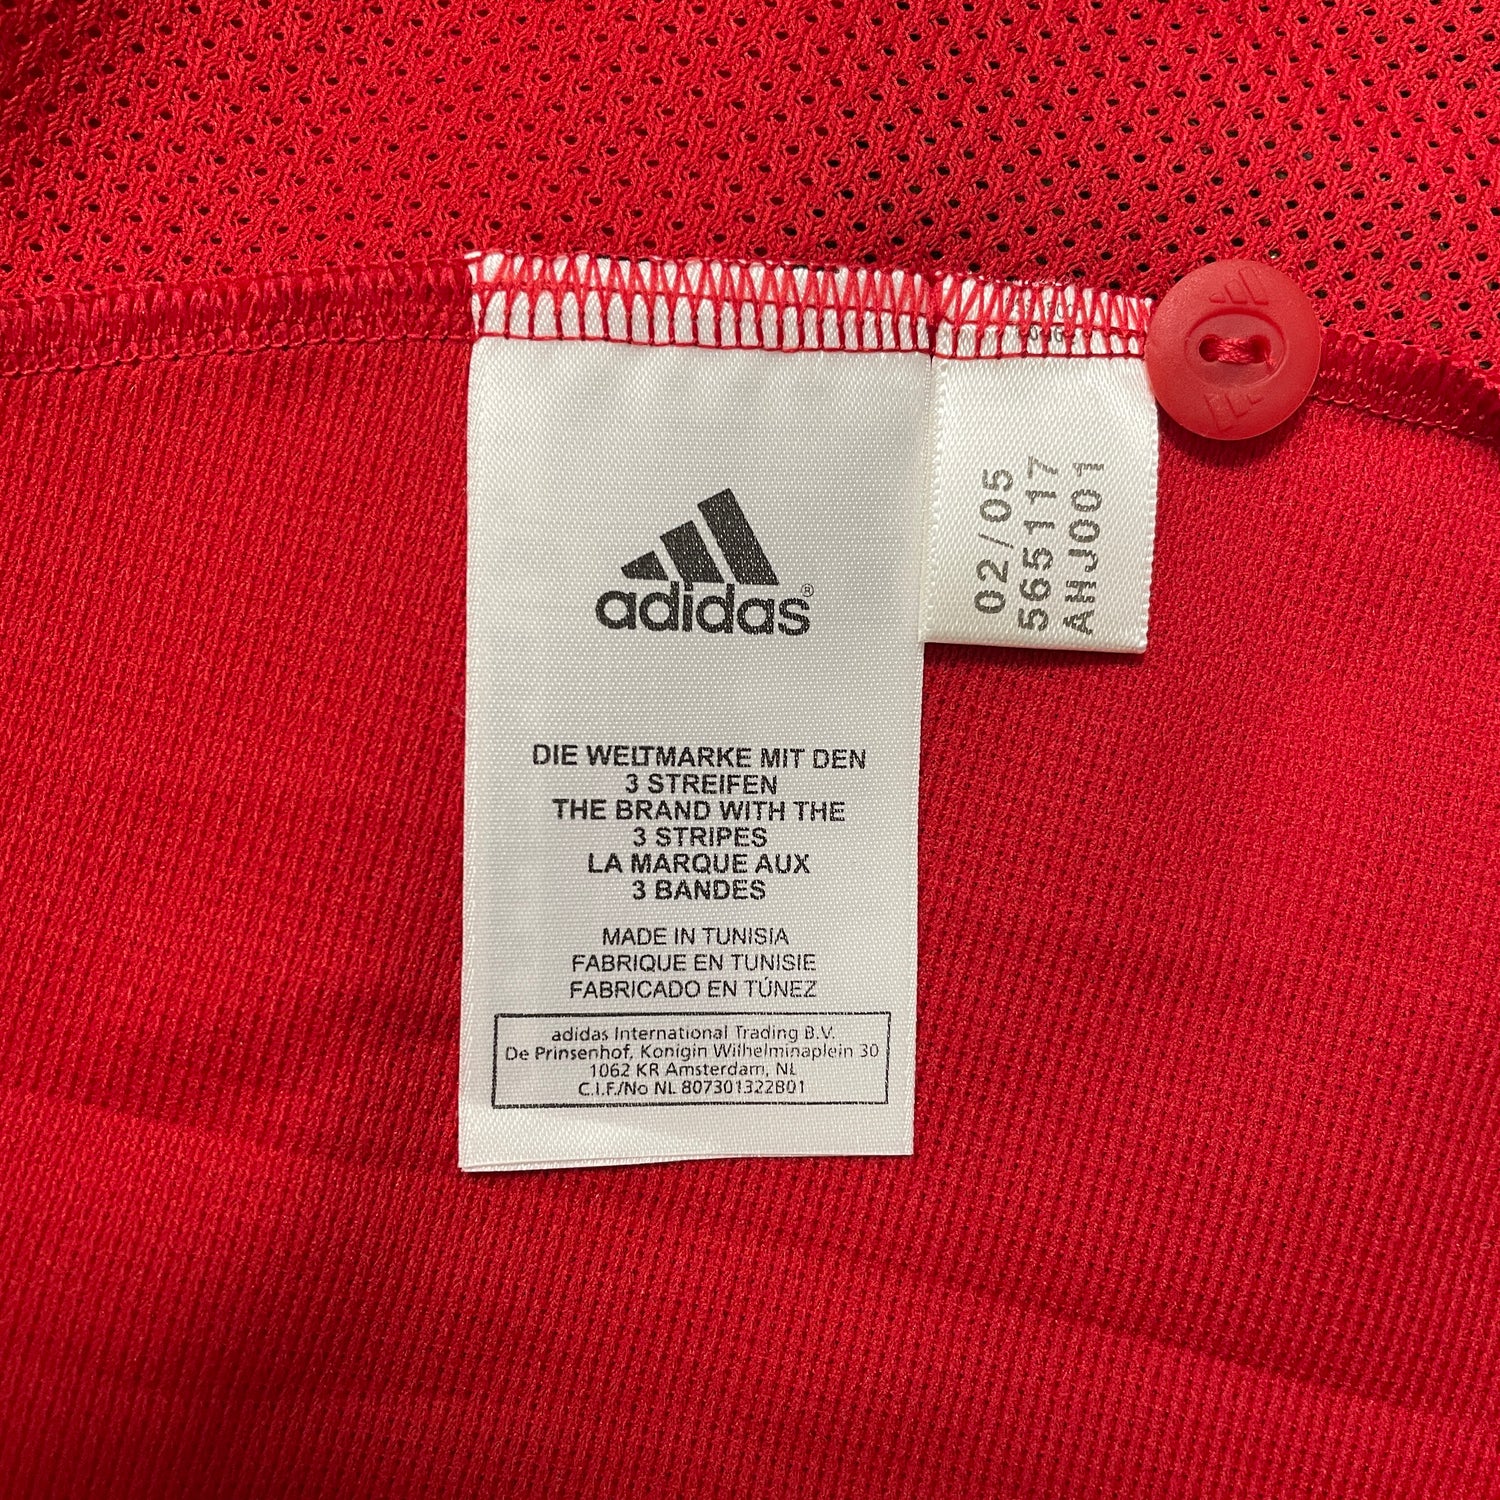 adidas®
DIE WELTMARKE MIT DEN
3 STREIFEN
THE BRAND WITH THE
3 STRIPES
LA MARQUE AUX
3 BANDES
MADE IN TUNISIA
FABRIQUE EN TUNISIE
FABRICADO EN TÚNEZ
adidas International Trading B.V.
De Prinsenhof, Konigin Wilhelminaplein 30
1062 KR Amsterdam, NL
C.I.F./No NL 807301322B01
02/05
565117
AHJ001